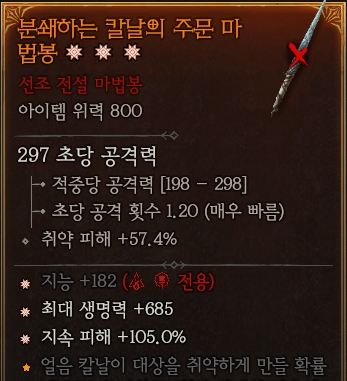 분쇄하는 칼날의 주문 마
법봉
선조 전설 마법봉
아이템 위력 800
297 초당 공격력
적중당 공격력 [198 - 298]
초당 공격 횟수 1.20 (매우 빠름)
취약 피해 +57.4%
지능 +182 ( 전용)
최대 생명력 +685
지속 피해 +105.0%
얼음 칼날이 대상을 취약하게 만들 확률